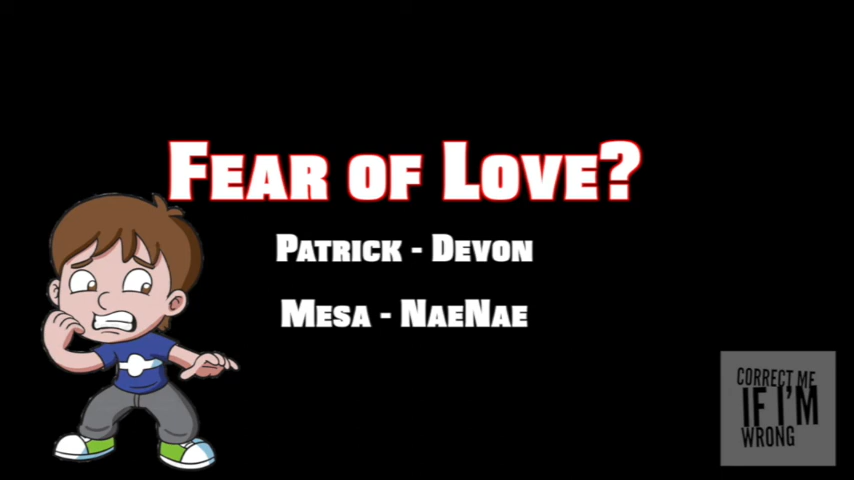 Fear of Love?
Patrick - Devon
Mesa - NaeNae
CORRECT ME
IF I'M
WRONG